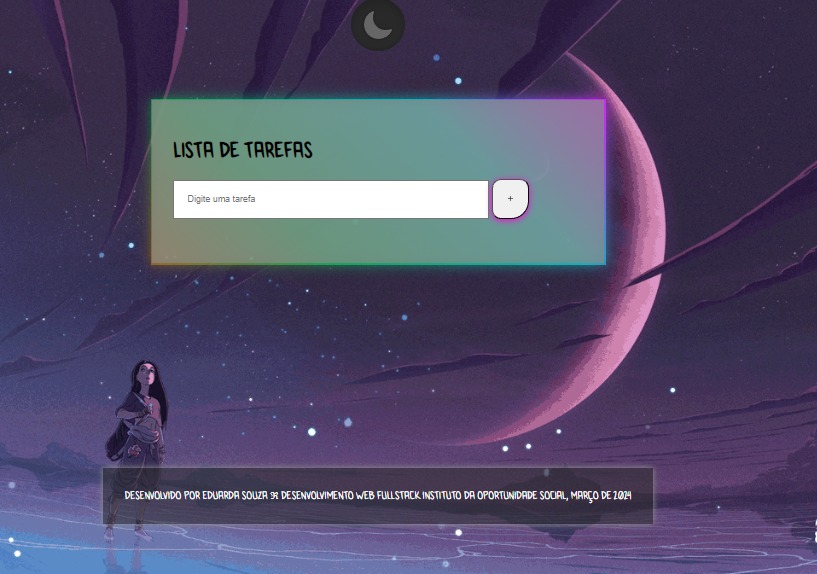 LISTA DE TAREFAS
Digite uma tarefa
+
DESENVOLVIDO POR EDUARDA SOUZA DESENVOLVIMENTO WEB FULLSTACK INSTITUTO DA OPORTUNIDADE SOCIAL, MARÇO DE 2024